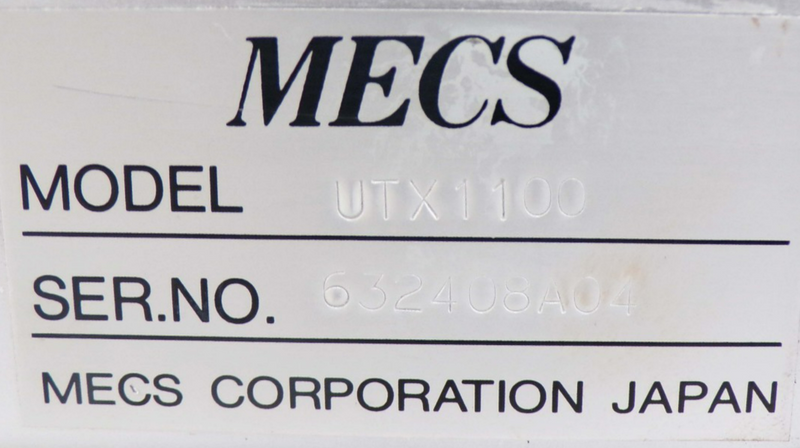 MECS
MODEL UTX1100
SER.NO. 632408A04
MECS CORPORATION JAPAN